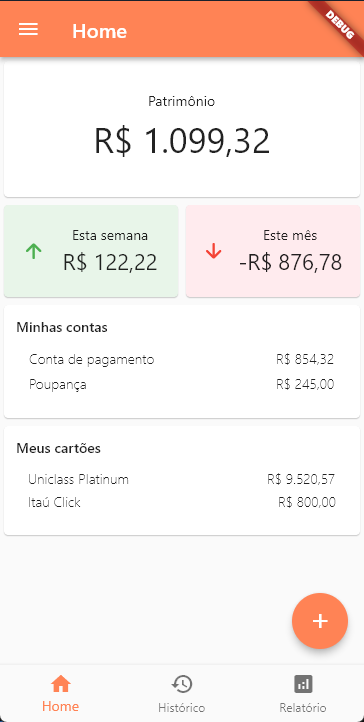 Home
DEBUG
Patrimônio
R$ 1.099,32
Esta semana
R$ 122,22
Este mês
-R$ 876,78
Minhas contas
Conta de pagamento R$ 854,32
Poupança R$ 245,00
Meus cartões
Uniclass Platinum R$ 9.520,57
Itaú Click R$ 800,00
+
Home Histórico Relatório